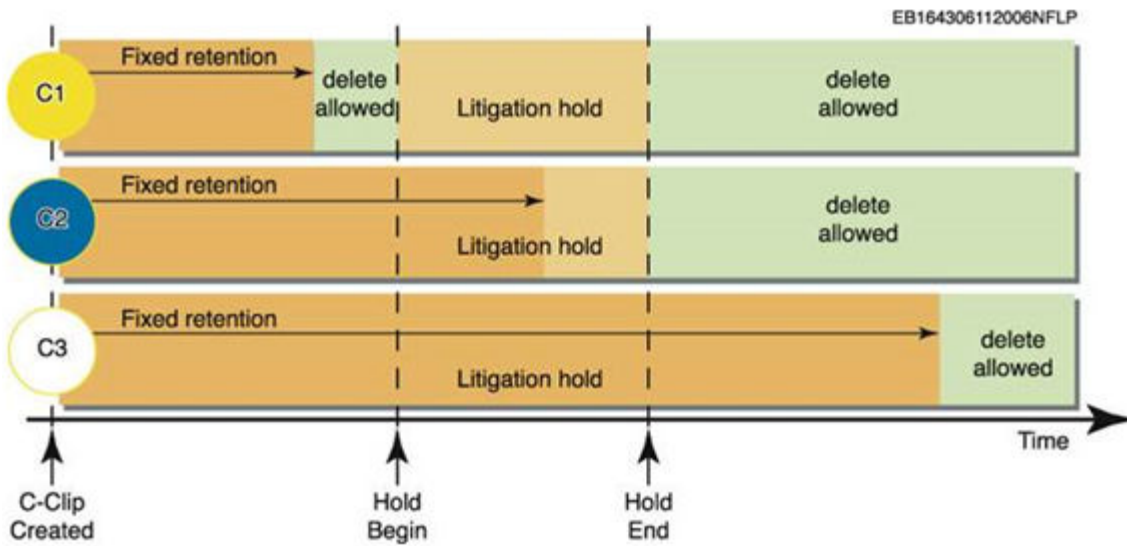 EB164306112006NFLP
Fixed retention
C1
delete
allowed
Litigation hold
delete
allowed
Fixed retention
C2
Litigation hold
delete
allowed
Fixed retention
C3
Litigation hold
delete
allowed
Time
C-Clip
Created
Hold
Begin
Hold
End